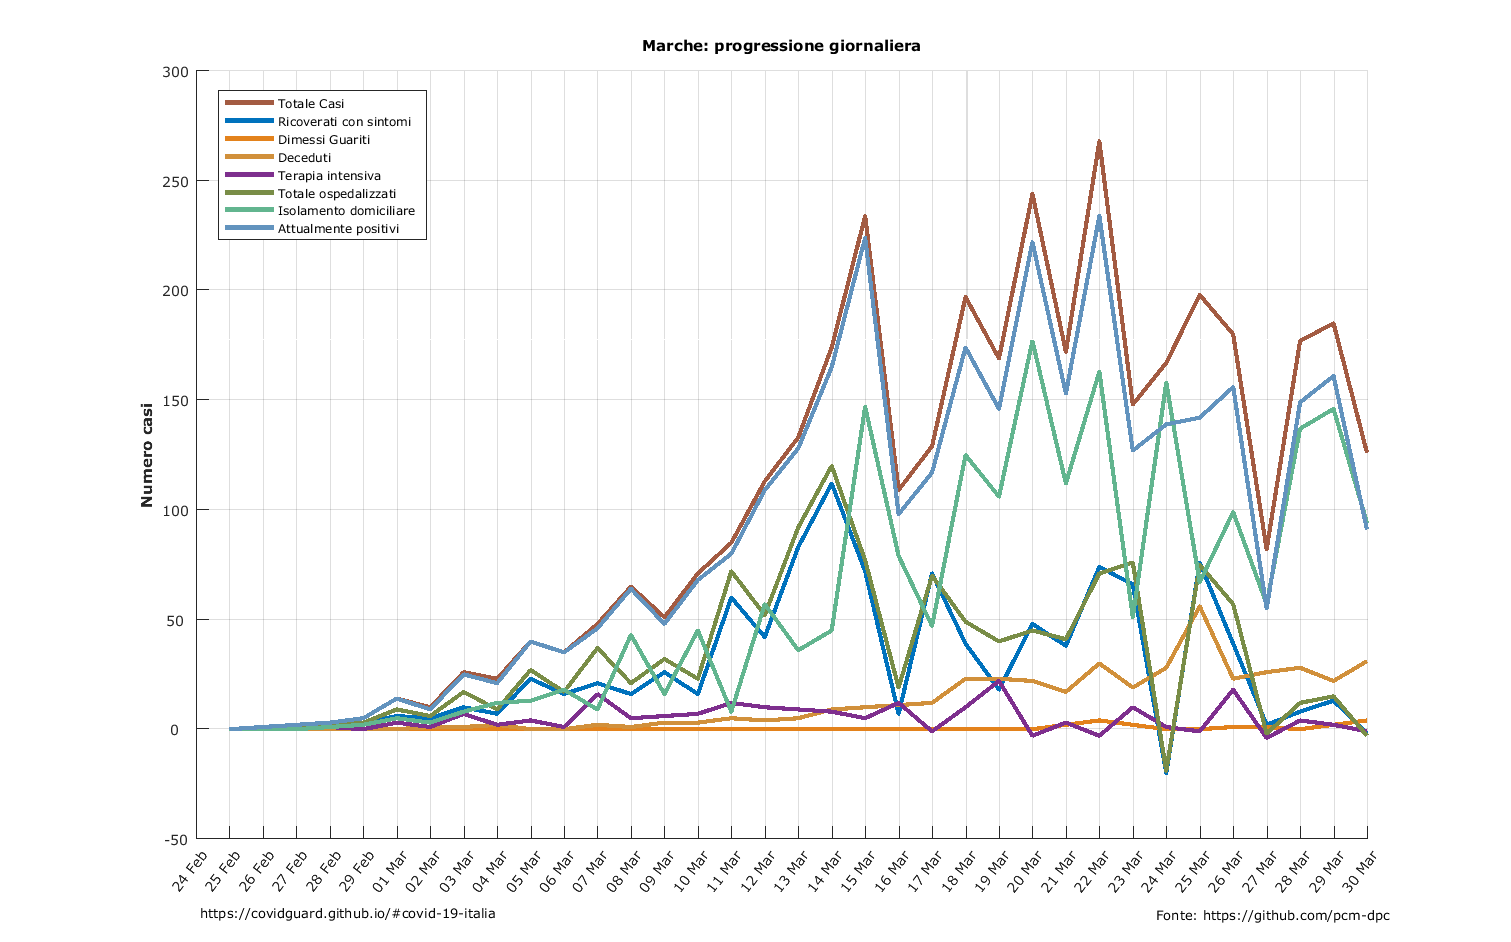 Marche: progressione giornaliera
300
250
200
150
100
50
0
-50
Numero casi
Totale Casi
Ricoverati con sintomi
Dimessi Guariti
Deceduti
Terapia intensiva
Totale ospedalizzati
Isolamento domiciliare
Attualmente positivi
24 Feb
25 Feb
26 Feb
27 Feb
28 Feb
29 Feb
01 Mar
02 Mar
03 Mar
04 Mar
05 Mar
06 Mar
07 Mar
08 Mar
09 Mar
10 Mar
11 Mar
12 Mar
13 Mar
14 Mar
15 Mar
16 Mar
17 Mar
18 Mar
19 Mar
20 Mar
21 Mar
22 Mar
23 Mar
24 Mar
25 Mar
26 Mar
27 Mar
28 Mar
29 Mar
30 Mar
https://covidguard.github.io/#covid-19-italia
Fonte: https://github.com/pcm-dpc